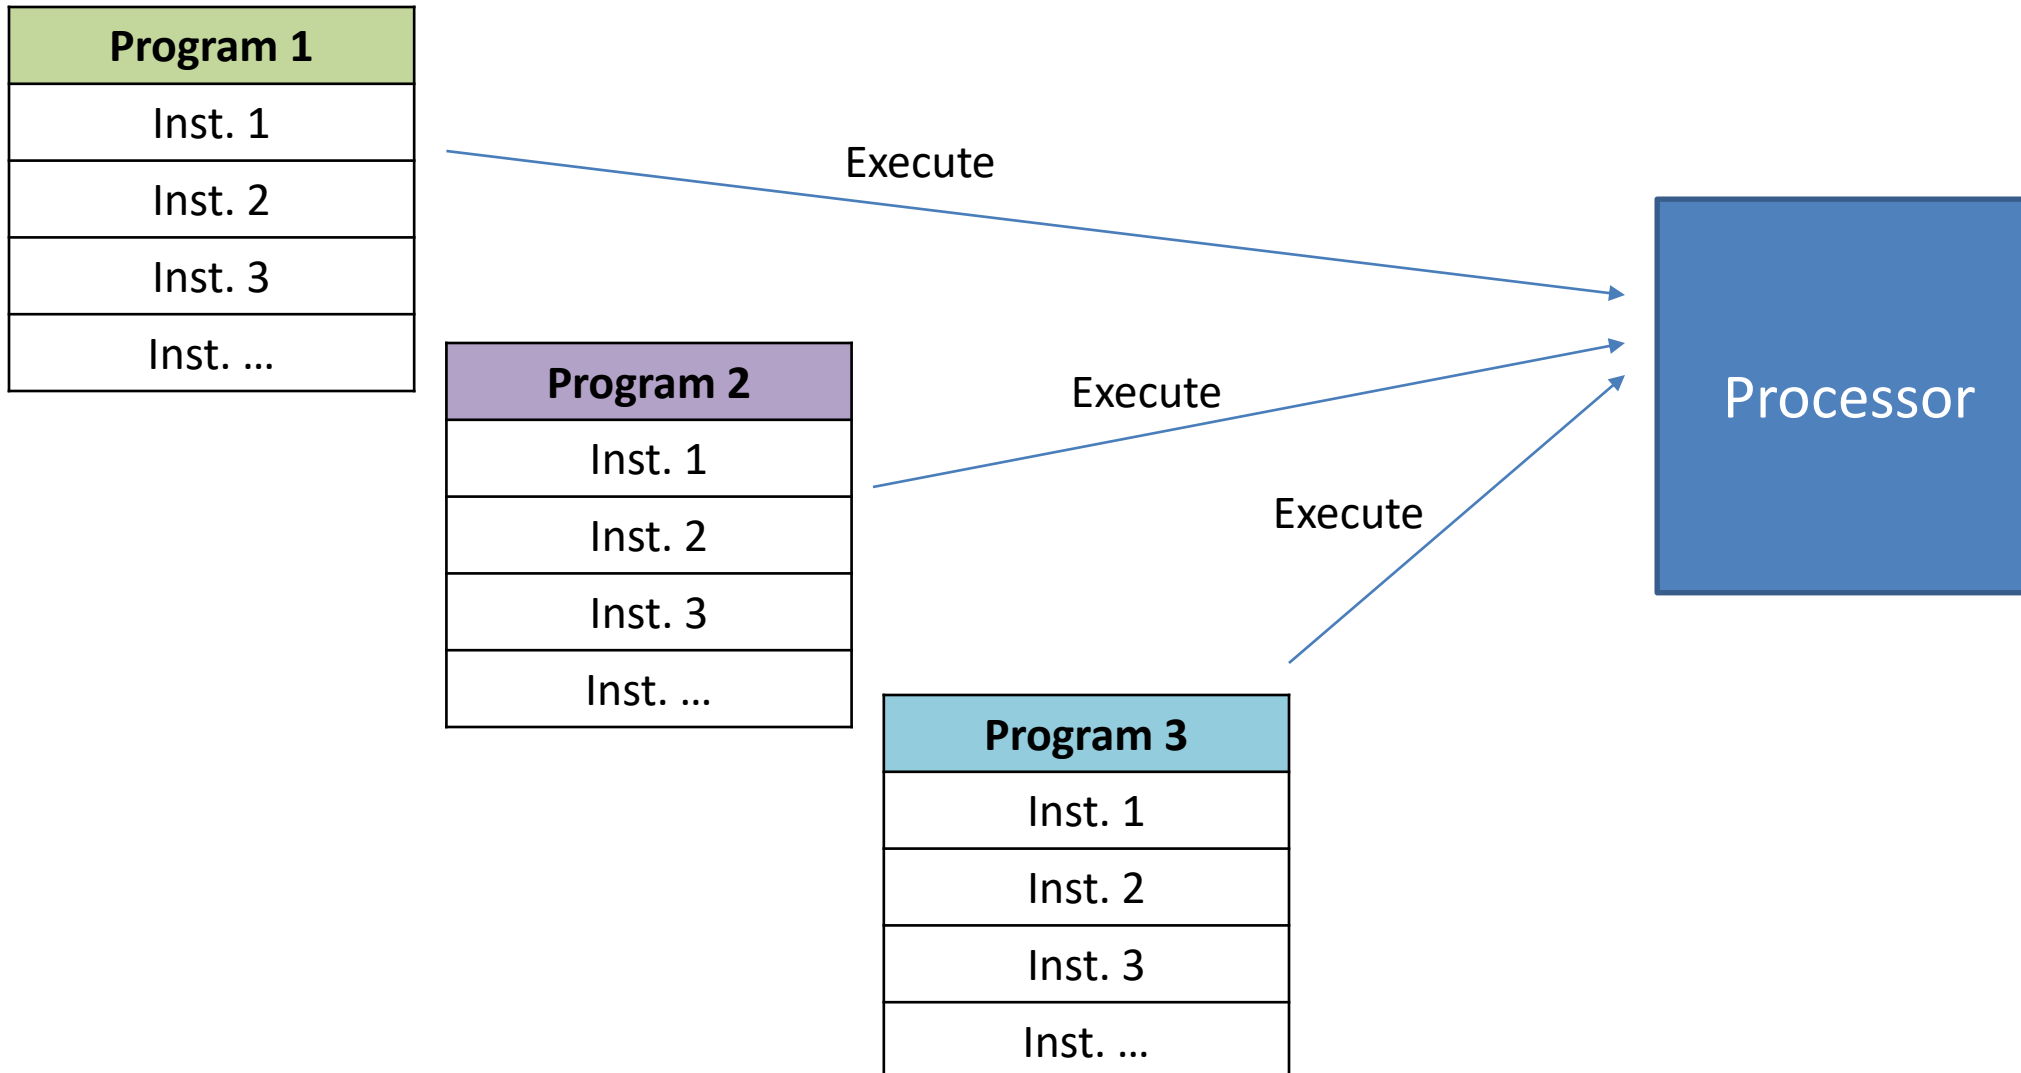 Program 1
Inst. 1
Inst. 2
Inst. 3
Inst. ...
Execute
Program 2
Inst. 1
Inst. 2
Inst. 3
Inst. ...
Execute
Program 3
Inst. 1
Inst. 2
Inst. 3
Inst. ...
Execute
Processor